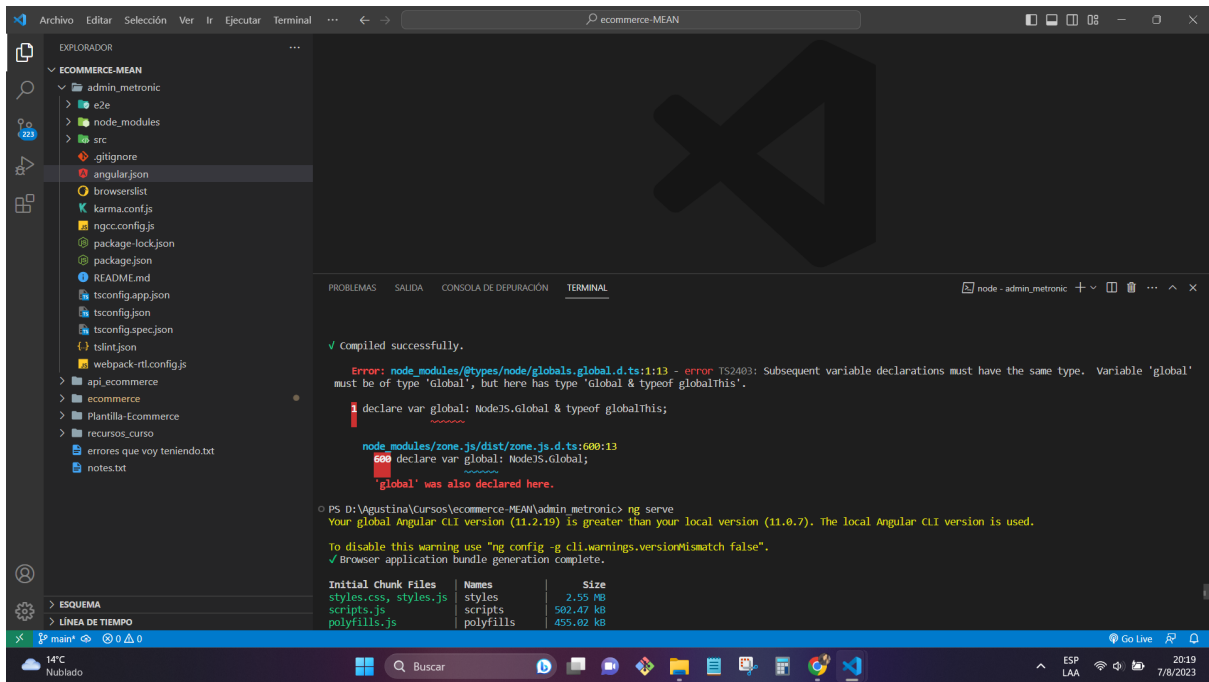 Archivo Editar Selección Ver Ir Ejecutar Terminal ··· ecommerce-MEAN
EXPLORADOR ···
ECOMMERCE-MEAN
admin_metronic
e2e
node_modules
src
.gitignore
angular.json
browserslist
karma.conf.js
ngcc.config.js
package-lock.json
package.json
README.md
tsconfig.app.json
tsconfig.json
tsconfig.spec.json
tslint.json
webpack-rtl.config.js
api_ecommerce
ecommerce
Plantilla-Ecommerce
recursos_curso
errores que voy teniendo.txt
notes.txt
223
ESQUEMA
LÍNEA DE TIEMPO
PROBLEMAS SALIDA CONSOLA DE DEPURACIÓN TERMINAL node - admin_metronic
√ Compiled successfully.
Error: node_modules/@types/node/globals.global.d.ts:1:13 - error TS2403: Subsequent variable declarations must have the same type.  Variable 'global'
must be of type 'Global', but here has type 'Global & typeof globalThis'.
1 declare var global: NodeJS.Global & typeof globalThis;
~~~~~~
node_modules/zone.js/dist/zone.js.d.ts:600:13
600 declare var global: NodeJS.Global;
~~~~~~
'global' was also declared here.
PS D:\Agustina\Cursos\ecommerce-MEAN\admin_metronic> ng serve
Your global Angular CLI version (11.2.19) is greater than your local version (11.0.7). The local Angular CLI version is used.
To disable this warning use "ng config -g cli.warnings.versionMismatch false".
√ Browser application bundle generation complete.
Initial Chunk Files | Names | Size
styles.css, styles.js | styles | 2.55 MB
scripts.js | scripts | 502.47 kB
polyfills.js | polyfills | 455.02 kB
main* 0 0 Go Live
14°C
Nublado
Buscar
ESP
LAA
20:19
7/8/2023